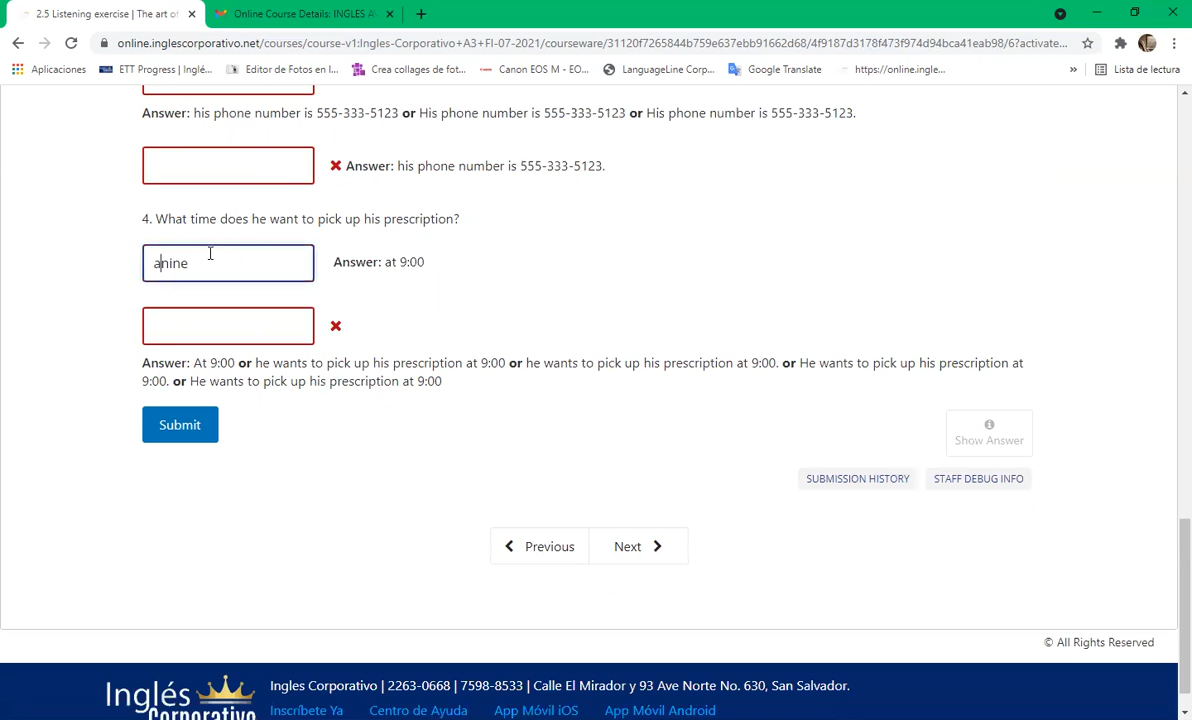 2.5 Listening exercise | The art of
Online Course Details: INGLES A
online.inglescorporativo.net/courses/course-v1:Ingles-Corporativo+A3+FI-07-2021/courseware/31120f7265844b759e637ebb91662d68/4f9187d3178f473f974d94bca41eab98/6?activate...
Aplicaciones ETT Progress | Inglé... Editor de Fotos en l... Crea collages de fot... Canon EOS M - EO... LanguageLine Corp... Google Translate https://online.ingle... » Lista de lectura
Answer: his phone number is 555-333-5123 or His phone number is 555-333-5123 or His phone number is 555-333-5123.
Answer: his phone number is 555-333-5123.
4. What time does he want to pick up his prescription?
anine Answer: at 9:00
Answer: At 9:00 or he wants to pick up his prescription at 9:00 or he wants to pick up his prescription at 9:00. or He wants to pick up his prescription at
9:00. or He wants to pick up his prescription at 9:00
Submit
Show Answer
SUBMISSION HISTORY STAFF DEBUG INFO
Previous Next
© All Rights Reserved
Inglés Corporativo
Ingles Corporativo | 2263-0668 | 7598-8533 | Calle El Mirador y 93 Ave Norte No. 630, San Salvador.
Inscríbete Ya Centro de Ayuda App Móvil iOS App Móvil Android